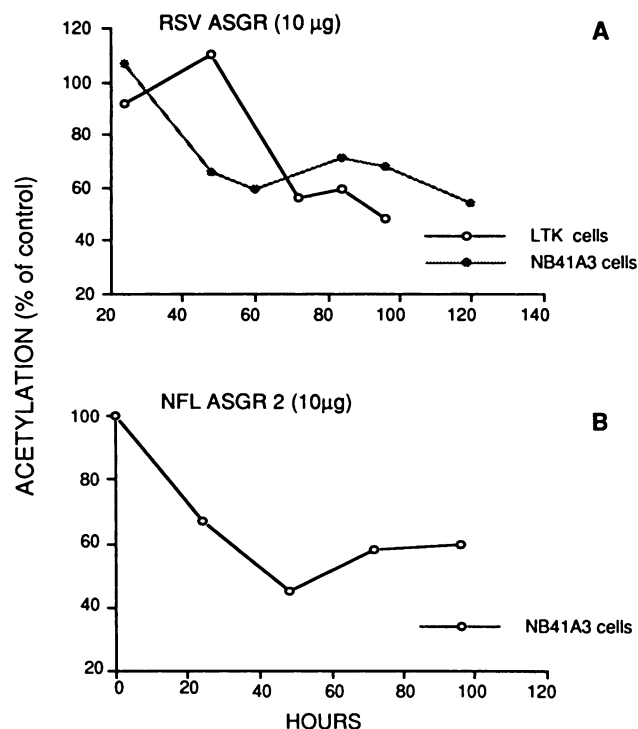 RSV ASGR (10 µg)
A
120
100
80
60
40
20
LTK cells
NB41A3 cells
20 40 60 80 100 120 140
ACETYLATION (% of control)
NFL ASGR 2 (10µg)
B
100
80
60
40
20
NB41A3 cells
0 20 40 60 80 100 120
HOURS